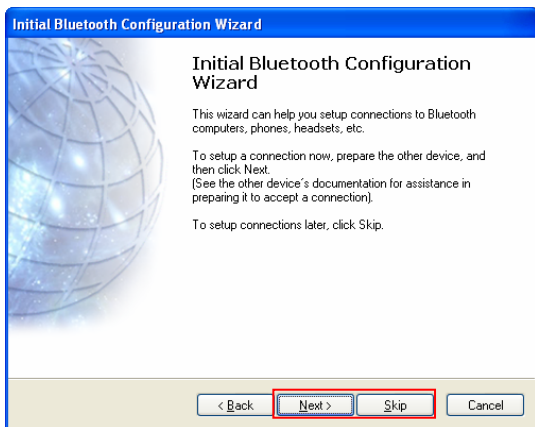 Initial Bluetooth Configuration Wizard
Initial Bluetooth Configuration
Wizard
This wizard can help you setup connections to Bluetooth
computers, phones, headsets, etc.
To setup a connection now, prepare the other device, and
then click Next.
(See the other device's documentation for assistance in
preparing it to accept a connection).
To setup connections later, click Skip.
< Back Next > Skip Cancel